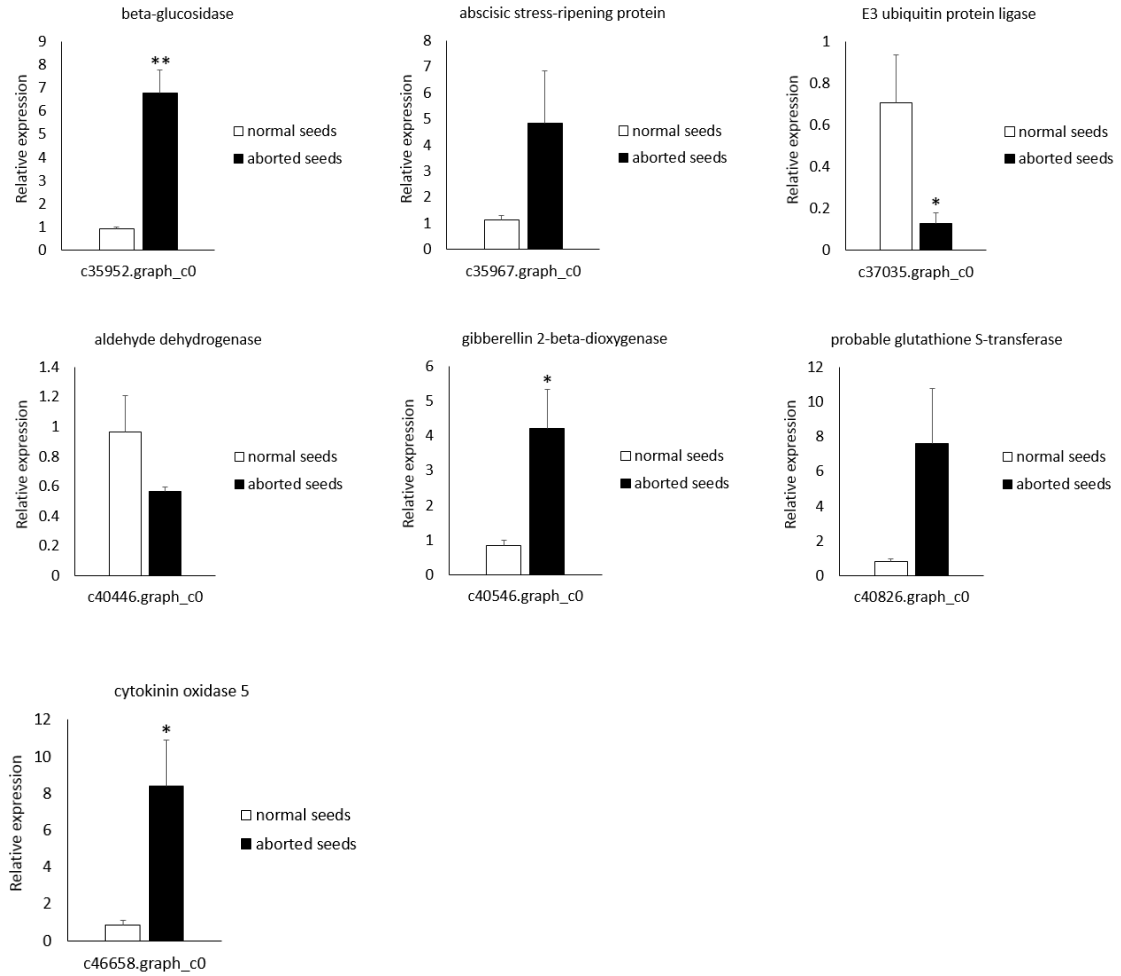 beta-glucosidase
Relative expression
9
8
7
6
5
4
3
2
1
0
**
normal seeds
aborted seeds
c35952.graph_c0
abscisic stress-ripening protein
Relative expression
8
7
6
5
4
3
2
1
0
normal seeds
aborted seeds
c35967.graph_c0
E3 ubiquitin protein ligase
Relative expression
1
0.8
0.6
0.4
0.2
0
*
normal seeds
aborted seeds
c37035.graph_c0
aldehyde dehydrogenase
Relative expression
1.4
1.2
1
0.8
0.6
0.4
0.2
0
normal seeds
aborted seeds
c40446.graph_c0
gibberellin 2-beta-dioxygenase
Relative expression
6
5
4
3
2
1
0
*
normal seeds
aborted seeds
c40546.graph_c0
probable glutathione S-transferase
Relative expression
12
10
8
6
4
2
0
normal seeds
aborted seeds
c40826.graph_c0
cytokinin oxidase 5
Relative expression
12
10
8
6
4
2
0
*
normal seeds
aborted seeds
c46658.graph_c0